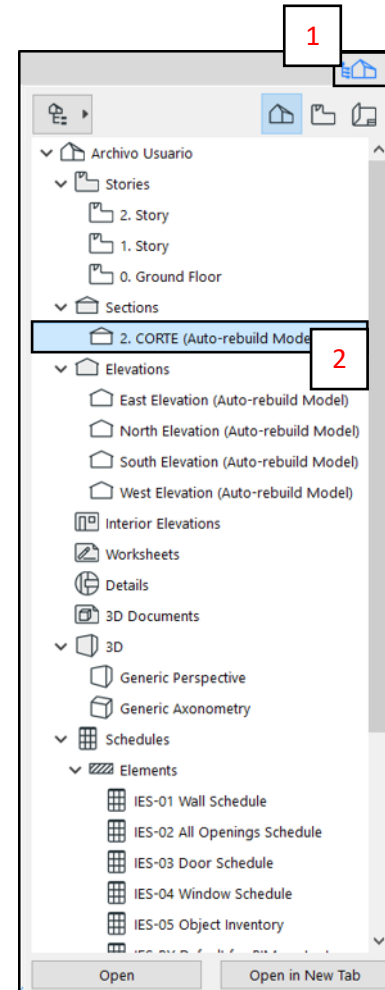 1
Archivo Usuario
Stories
2. Story
1. Story
0. Ground Floor
Sections
2. CORTE (Auto-rebuild Mode
2
Elevations
East Elevation (Auto-rebuild Model)
North Elevation (Auto-rebuild Model)
South Elevation (Auto-rebuild Model)
West Elevation (Auto-rebuild Model)
Interior Elevations
Worksheets
Details
3D Documents
3D
Generic Perspective
Generic Axonometry
Schedules
Elements
IES-01 Wall Schedule
IES-02 All Openings Schedule
IES-03 Door Schedule
IES-04 Window Schedule
IES-05 Object Inventory
Open
Open in New Tab